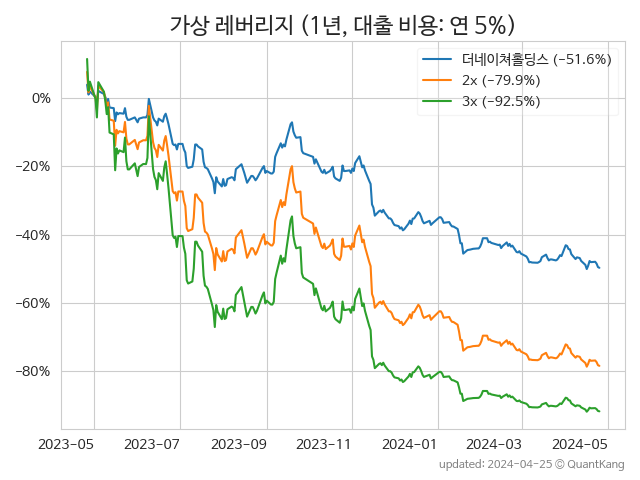 가상 레버리지 (1년, 대출 비용: 연 5%)
더네이쳐홀딩스 (−51.6%)
2x (−79.9%)
3x (−92.5%)
0%
−20%
−40%
−60%
−80%
2023-05 2023-07 2023-09 2023-11 2024-01 2024-03 2024-05
updated: 2024-04-25 © QuantKang